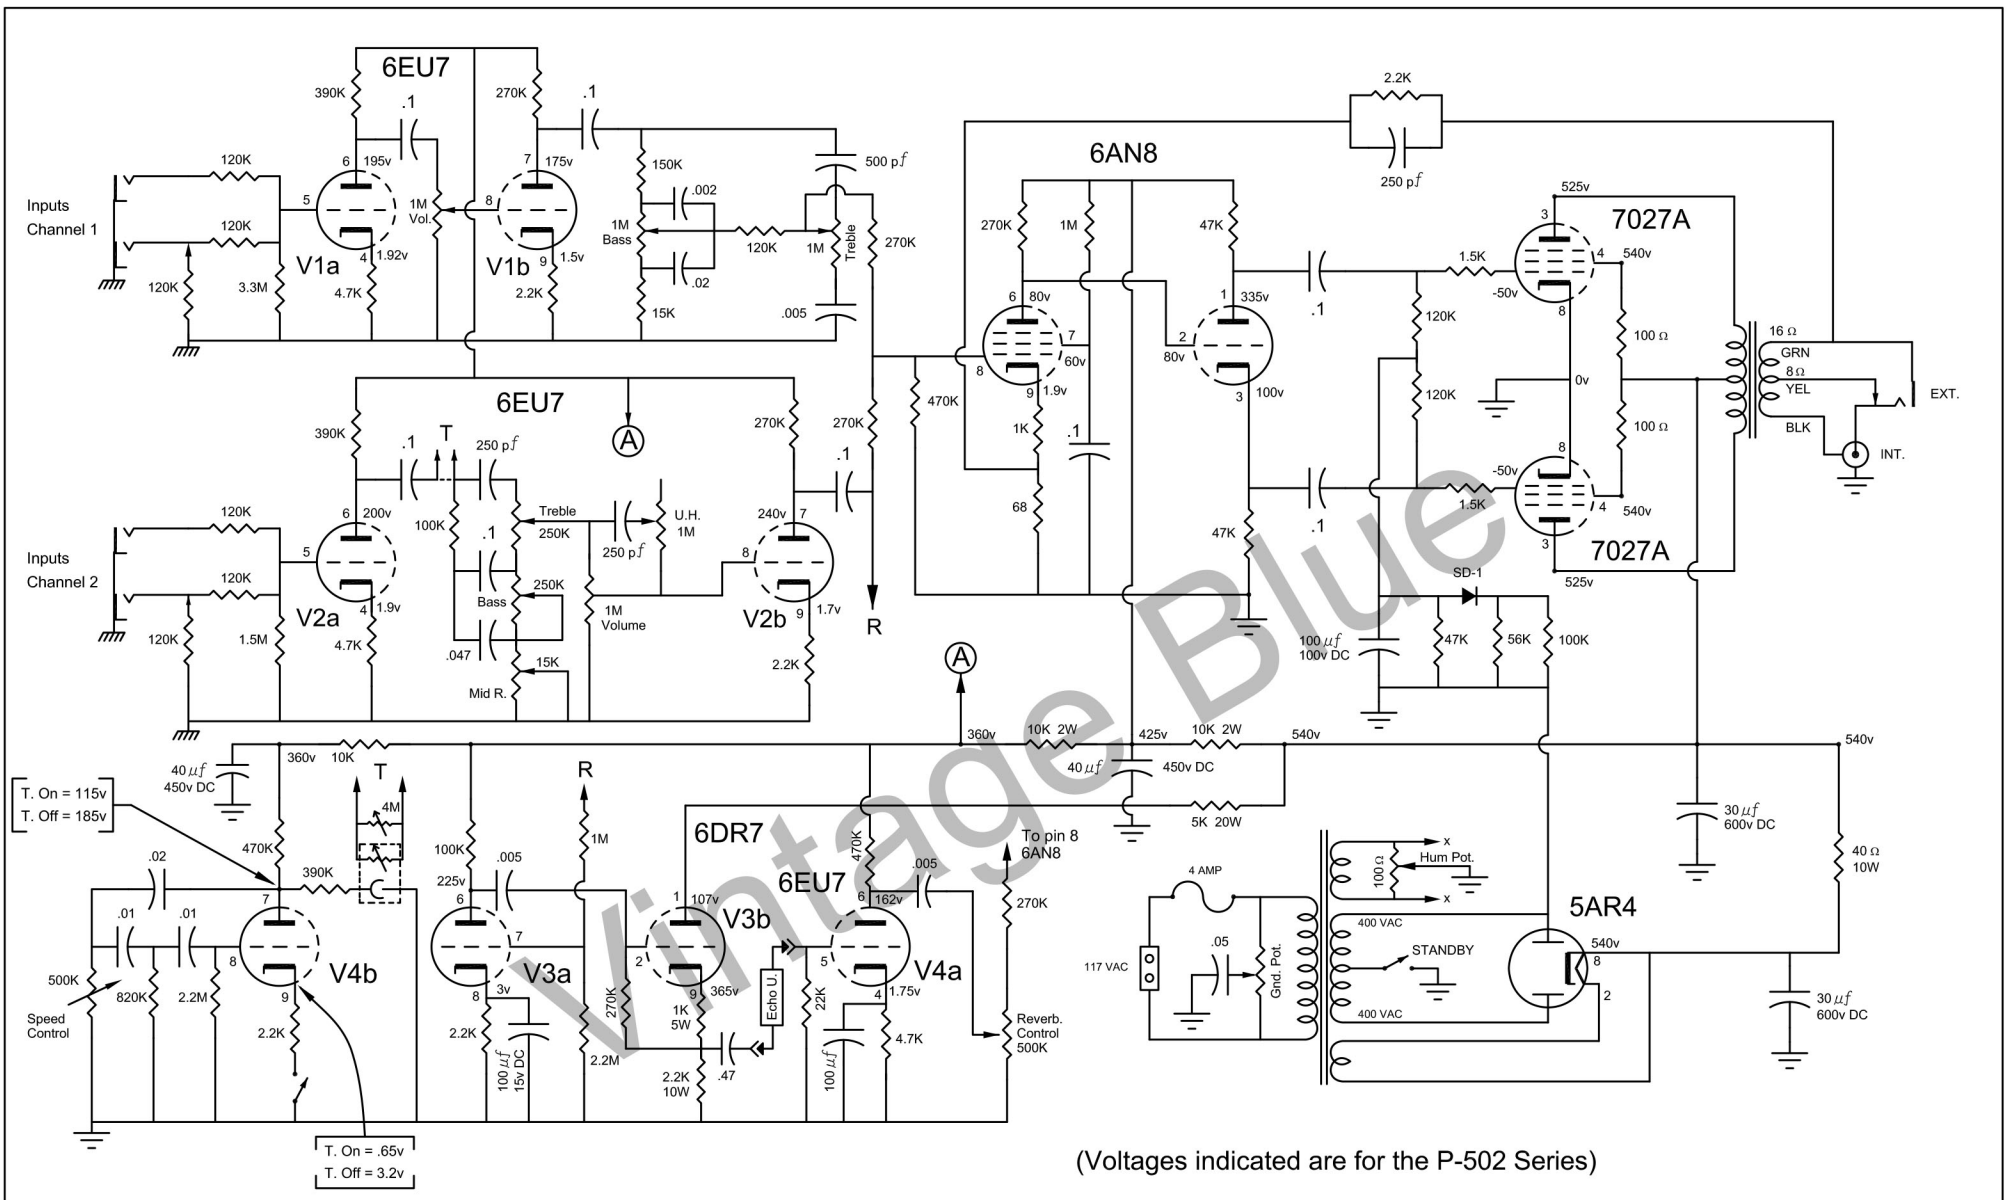 6EU7
390K
.1
270K
.1
120K
6
195v
7
175v
150K
500 pf
Inputs
Channel 1
5
1M
Vol.
8
.002
120K
1M
Bass
120K
1M
Treble
270K
V1a
4
1.92v
V1b
9
1.5v
.02
120K
3.3M
4.7K
2.2K
15K
.005
2.2K
250 pf
6AN8
270K
1M
47K
6
80v
7
60v
8
9
1.9v
1
335v
2
80v
3
100v
470K
1K
.1
68
47K
.1
.1
120K
120K
1.5K
1.5K
-50v
-50v
525v
3
7027A
4
540v
8
100 Ω
0v
100 Ω
8
4
540v
3
7027A
525v
16 Ω
GRN
8 Ω
YEL
BLK
EXT.
INT.
6EU7
390K
A
270K
270K
.1
T
250 pf
.1
6
200v
100K
Treble
250K
U.H.
1M
240v
7
120K
.1
250 pf
Inputs
Channel 2
5
8
120K
250K
Bass
1M
Volume
V2a
4
1.9v
V2b
9
1.7v
R
120K
1.5M
4.7K
.047
15K
Mid R.
2.2K
SD-1
100 µf
100v DC
47K
56K
100K
A
360v
10K
360v
10K 2W
425v
10K 2W
540v
540v
40 µf
450v DC
40 µf
450v DC
T
R
T. On = 115v
T. Off = 185v
4M
5K 20W
30 µf
600v DC
470K
390K
100K
225v
.005
1M
6DR7
6EU7
470K
.005
To pin 8
6AN8
270K
.02
.01
.01
7
8
9
V4b
6
7
V3a
8
3v
1
107v
V3b
2
9
365v
6
162v
5
V4a
4
1.75v
500K
Speed
Control
820K
2.2M
2.2K
2.2K
100 µf
15v DC
2.2M
270K
1K
5W
2.2K
10W
.47
Echo U.
22K
100 µf
4.7K
Reverb.
Control
500K
T. On = .65v
T. Off = 3.2v
4 AMP
117 VAC
.05
Gnd. Pot.
100 Ω
x
Hum Pot.
x
400 VAC
STANDBY
400 VAC
5AR4
540v
8
2
40 Ω
10W
30 µf
600v DC
Vintage Blue
(Voltages indicated are for the P-502 Series)